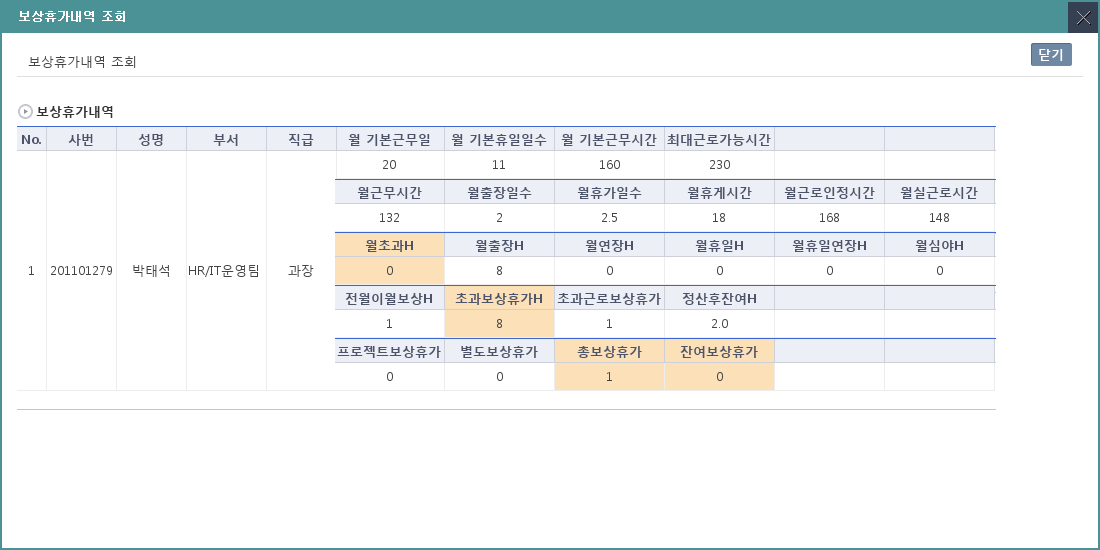 보상휴가내역 조회
보상휴가내역 조회 닫기
보상휴가내역
No. 사번 성명 부서 직급 월 기본근무일 월 기본휴일일수 월 기본근무시간 최대근로가능시간
20 11 160 230
월근무시간 월출장일수 월휴가일수 월휴게시간 월근로인정시간 월실근로시간
132 2 2.5 18 168 148
월초과H 월출장H 월연장H 월휴일H 월휴일연장H 월심야H
1 201101279 박태석 HR/IT운영팀 과장 0 8 0 0 0 0
전월이월보상H 초과보상휴가H 초과근로보상휴가 정산후잔여H
1 8 1 2.0
프로젝트보상휴가 별도보상휴가 총보상휴가 잔여보상휴가
0 0 1 0